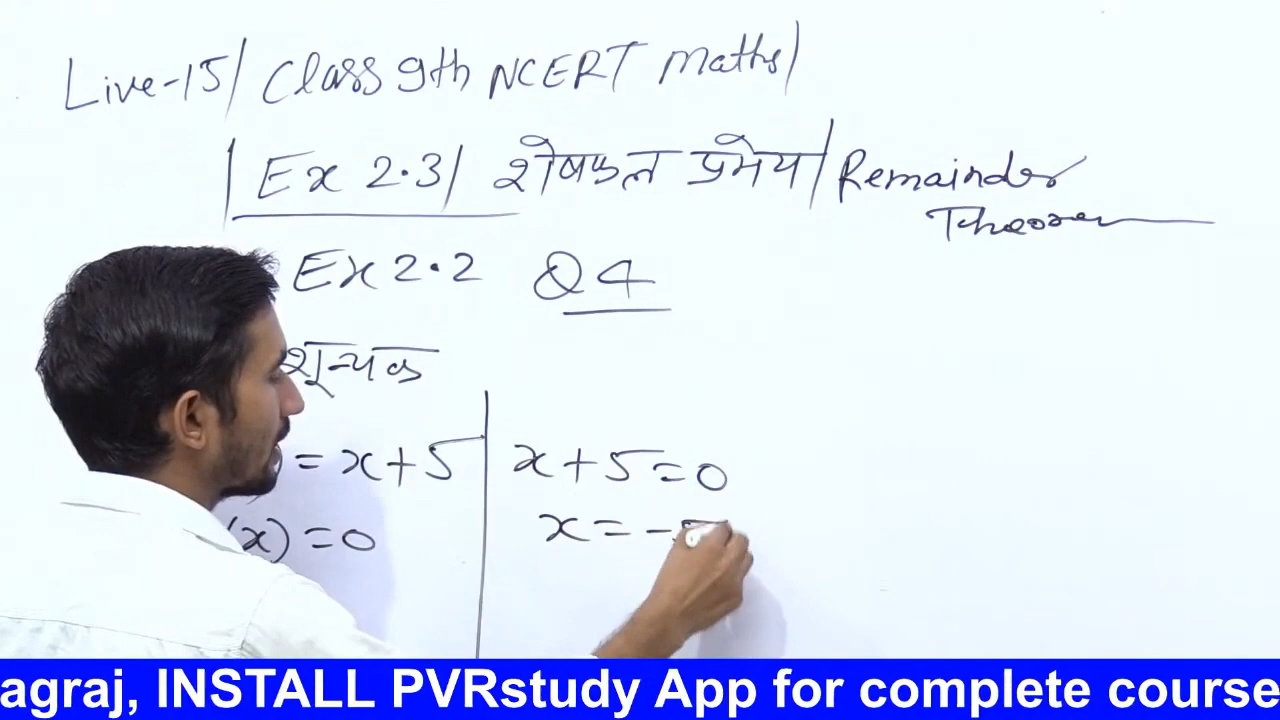 Live-15/ Class 9th NCERT Maths/
| Ex 2.3/ शेषफल प्रमेय/ Remainder
Theorem
Ex 2.2 Q4
शून्यक
= x+5 | x+5=0
(x) = 0 x = -5
agraj, INSTALL PVRstudy App for complete course